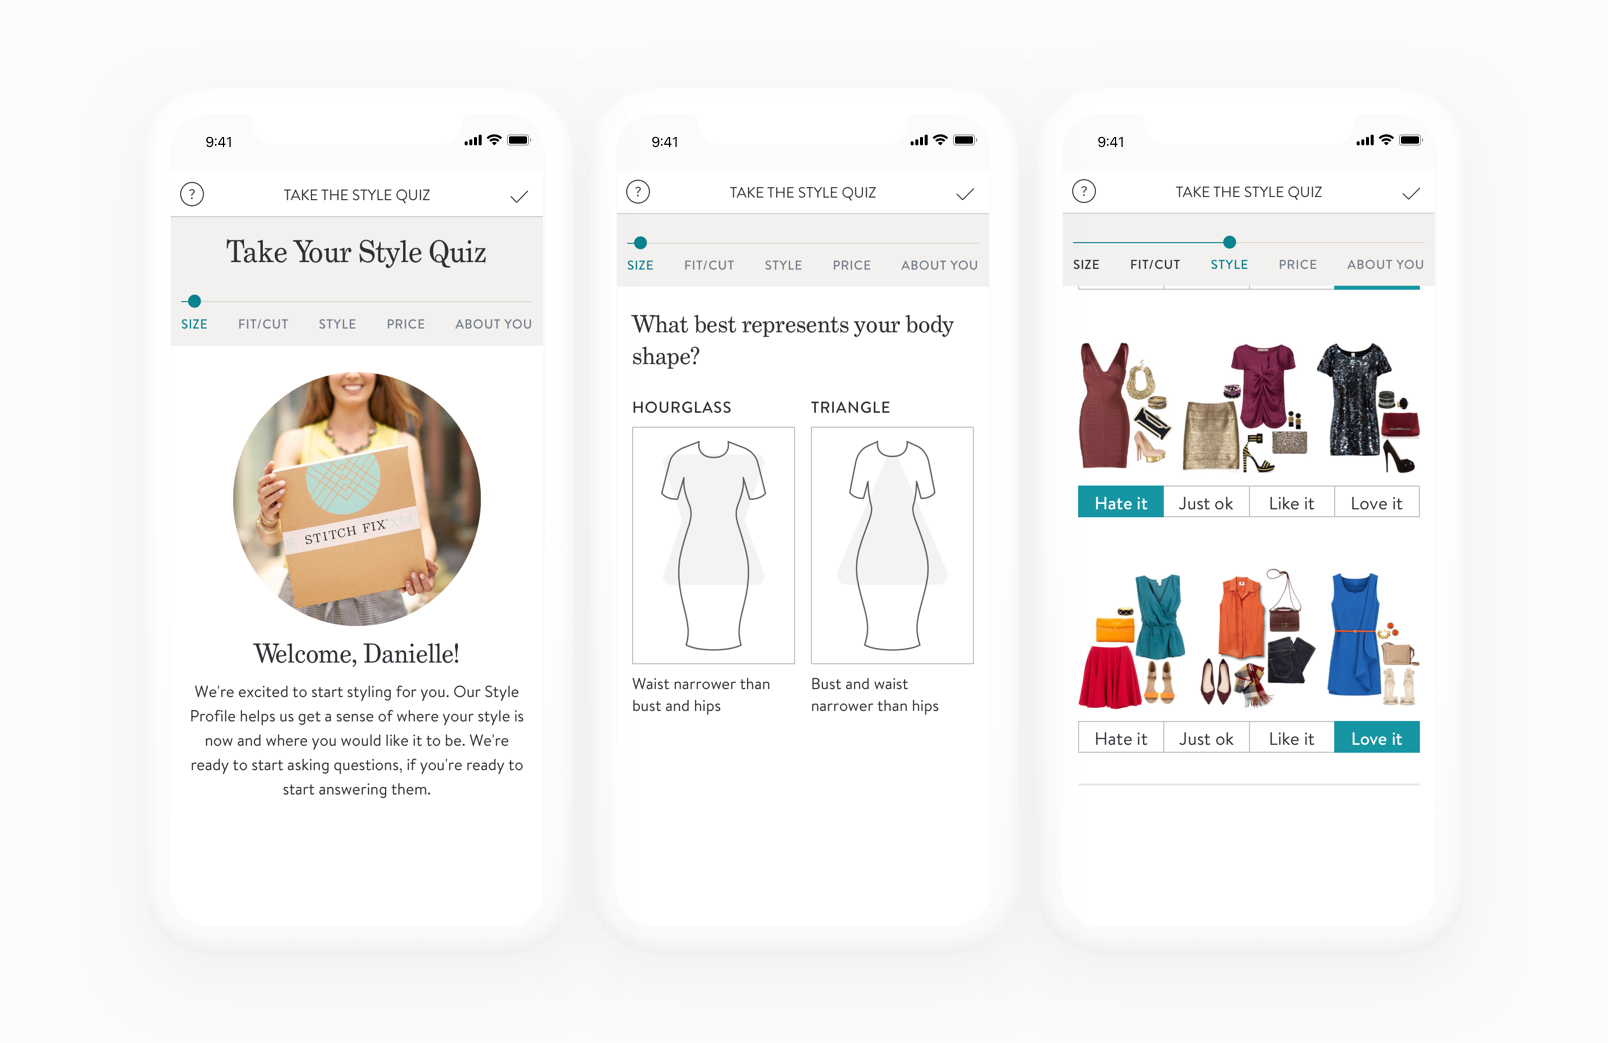 9:41
TAKE THE STYLE QUIZ
Take Your Style Quiz
SIZE FIT/CUT STYLE PRICE ABOUT YOU
STITCH FIX
Welcome, Danielle!
We're excited to start styling for you. Our Style
Profile helps us get a sense of where your style is
now and where you would like it to be. We're
ready to start asking questions, if you're ready to
start answering them.
9:41
TAKE THE STYLE QUIZ
SIZE FIT/CUT STYLE PRICE ABOUT YOU
What best represents your body
shape?
HOURGLASS
Waist narrower than
bust and hips
TRIANGLE
Bust and waist
narrower than hips
9:41
TAKE THE STYLE QUIZ
SIZE FIT/CUT STYLE PRICE ABOUT YOU
Hate it Just ok Like it Love it
Hate it Just ok Like it Love it